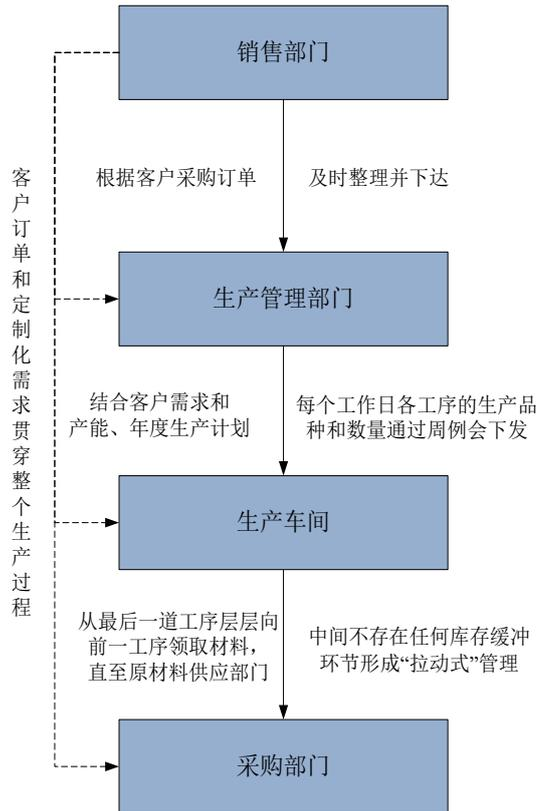 销售部门
根据客户采购订单
及时整理并下达
客户订单和定制化需求贯穿整个生产过程
生产管理部门
结合客户需求和
产能、年度生产计划
每个工作日各工序的生产品
种和数量通过周例会下发
生产车间
从最后一道工序层层向
前一工序领取材料，
直至原材料供应部门
中间不存在任何库存缓冲
环节形成“拉动式”管理
采购部门